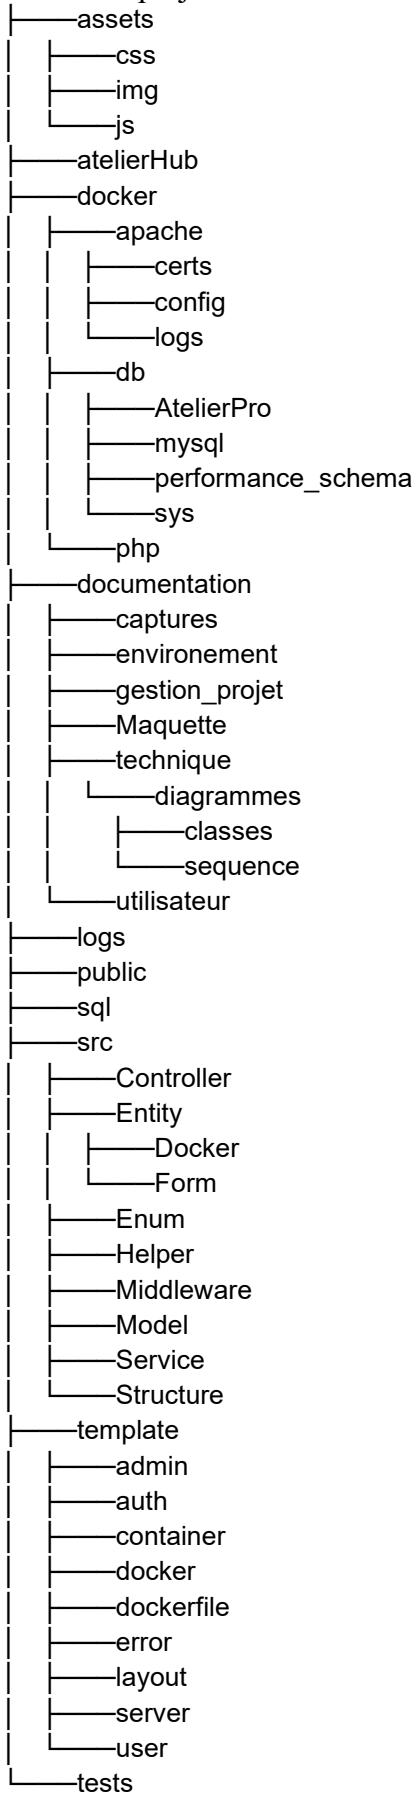 ├───assets
│   ├───css
│   ├───img
│   └───js
├───atelierHub
├───docker
│   ├───apache
│   │   ├───certs
│   │   ├───config
│   │   └───logs
│   ├───db
│   │   ├───AtelierPro
│   │   ├───mysql
│   │   ├───performance_schema
│   │   └───sys
│   └───php
├───documentation
│   ├───captures
│   ├───environement
│   ├───gestion_projet
│   ├───Maquette
│   ├───technique
│   │   └───diagrammes
│   │       ├───classes
│   │       └───sequence
│   └───utilisateur
├───logs
├───public
├───sql
├───src
│   ├───Controller
│   ├───Entity
│   │   ├───Docker
│   │   └───Form
│   ├───Enum
│   ├───Helper
│   ├───Middleware
│   ├───Model
│   ├───Service
│   └───Structure
├───template
│   ├───admin
│   ├───auth
│   ├───container
│   ├───docker
│   ├───dockerfile
│   ├───error
│   ├───layout
│   ├───server
│   └───user
└───tests